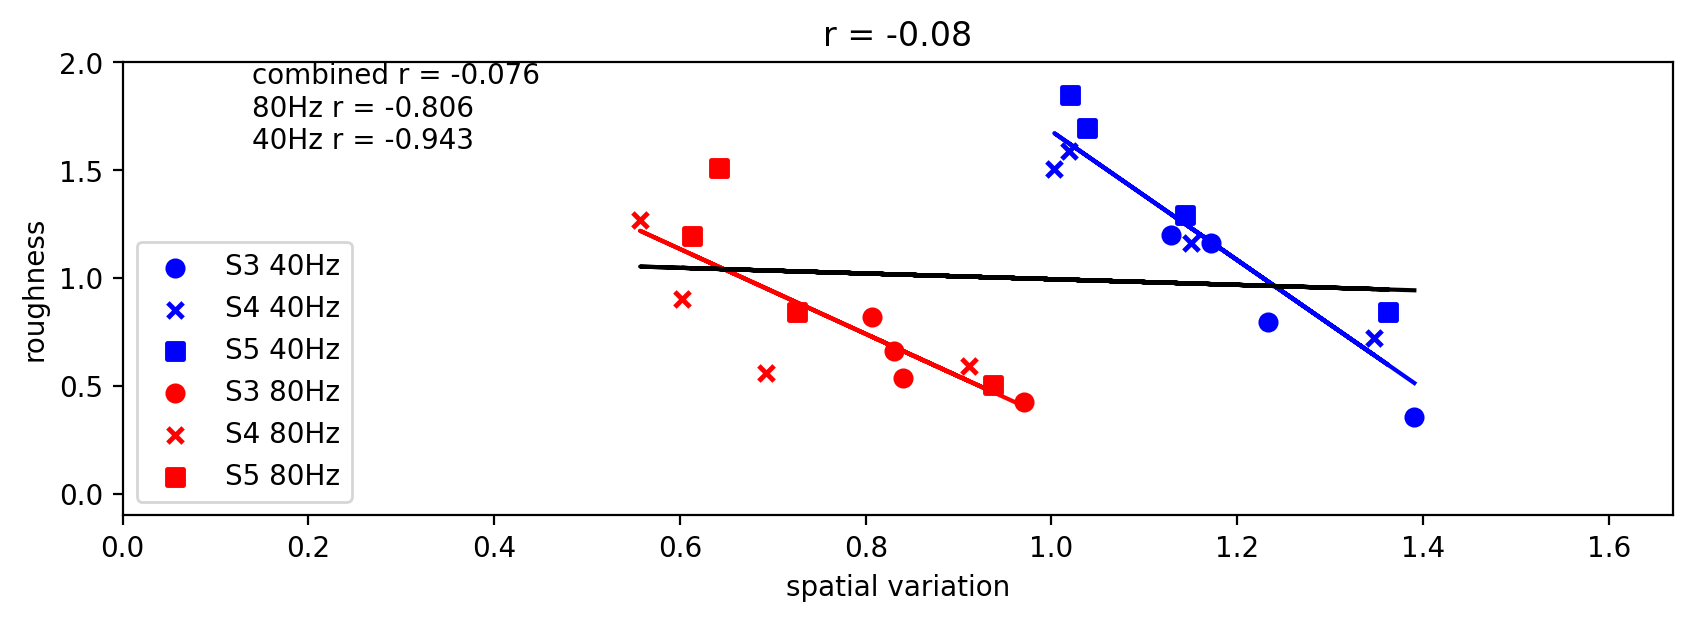 r = -0.08
combined r = -0.076
80Hz r = -0.806
40Hz r = -0.943
roughness
2.0
1.5
1.0
0.5
0.0
S3 40Hz
S4 40Hz
S5 40Hz
S3 80Hz
S4 80Hz
S5 80Hz
0.0 0.2 0.4 0.6 0.8 1.0 1.2 1.4 1.6
spatial variation